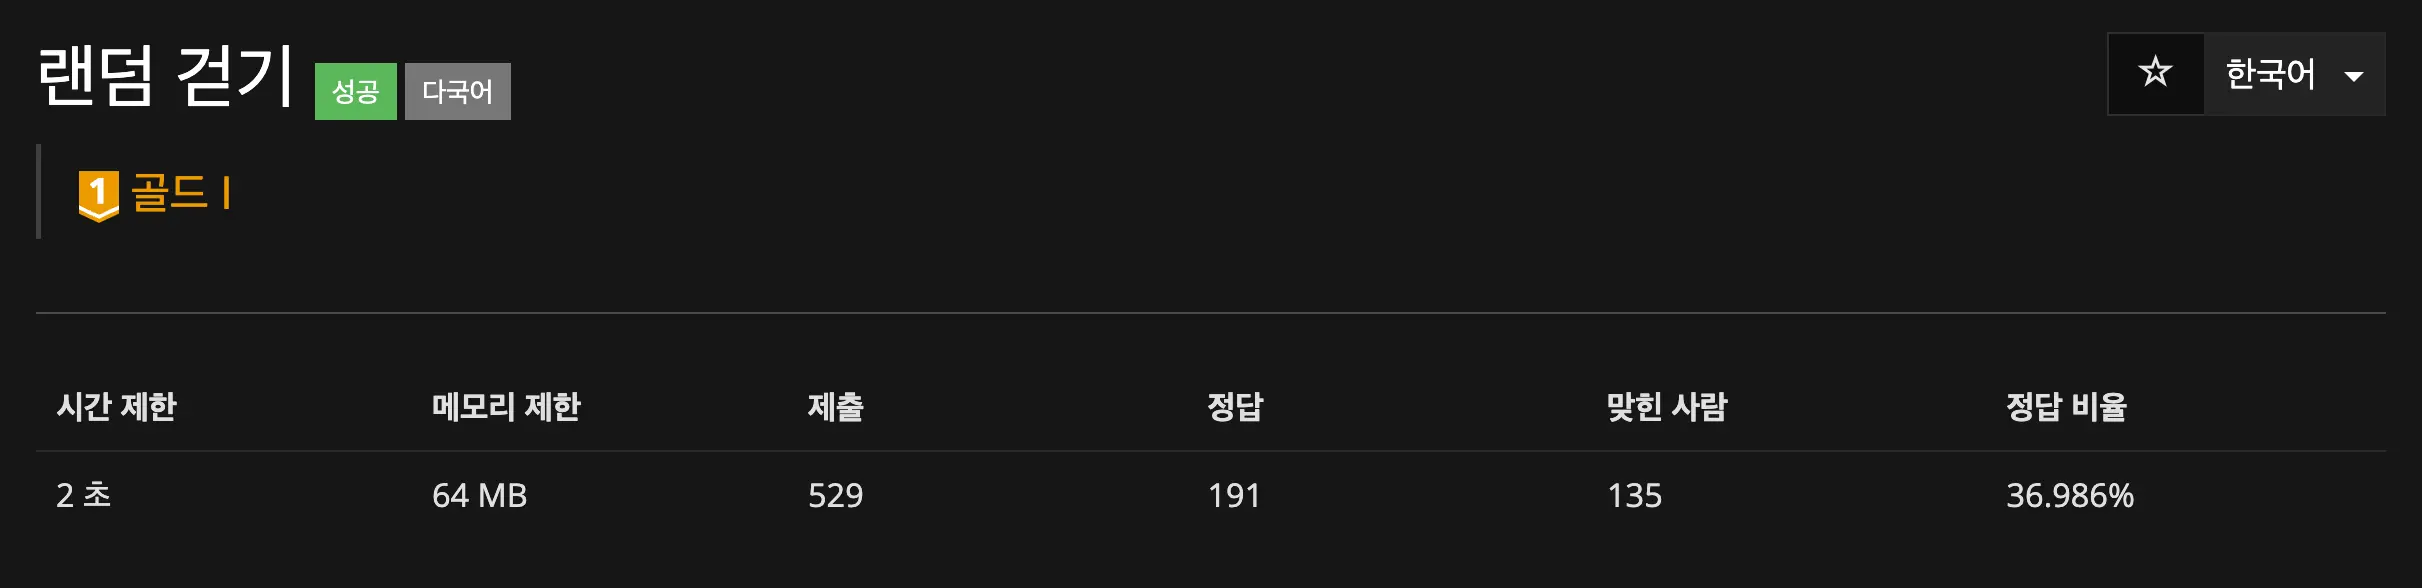 랜덤 걷기 성공 다국어 ☆ 한국어
1 골드 I
시간 제한 메모리 제한 제출 정답 맞힌 사람 정답 비율
2 초 64 MB 529 191 135 36.986%